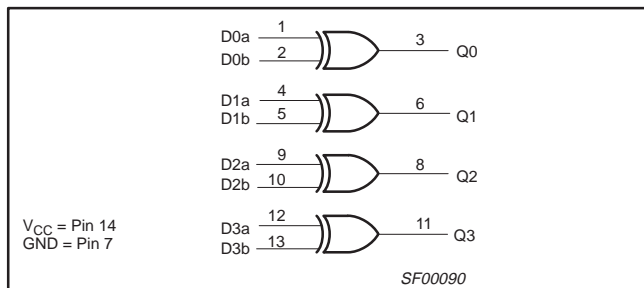 D0a 1
D0b 2
3 Q0
D1a 4
D1b 5
6 Q1
D2a 9
D2b 10
8 Q2
D3a 12
D3b 13
11 Q3
VCC = Pin 14
GND = Pin 7
SF00090